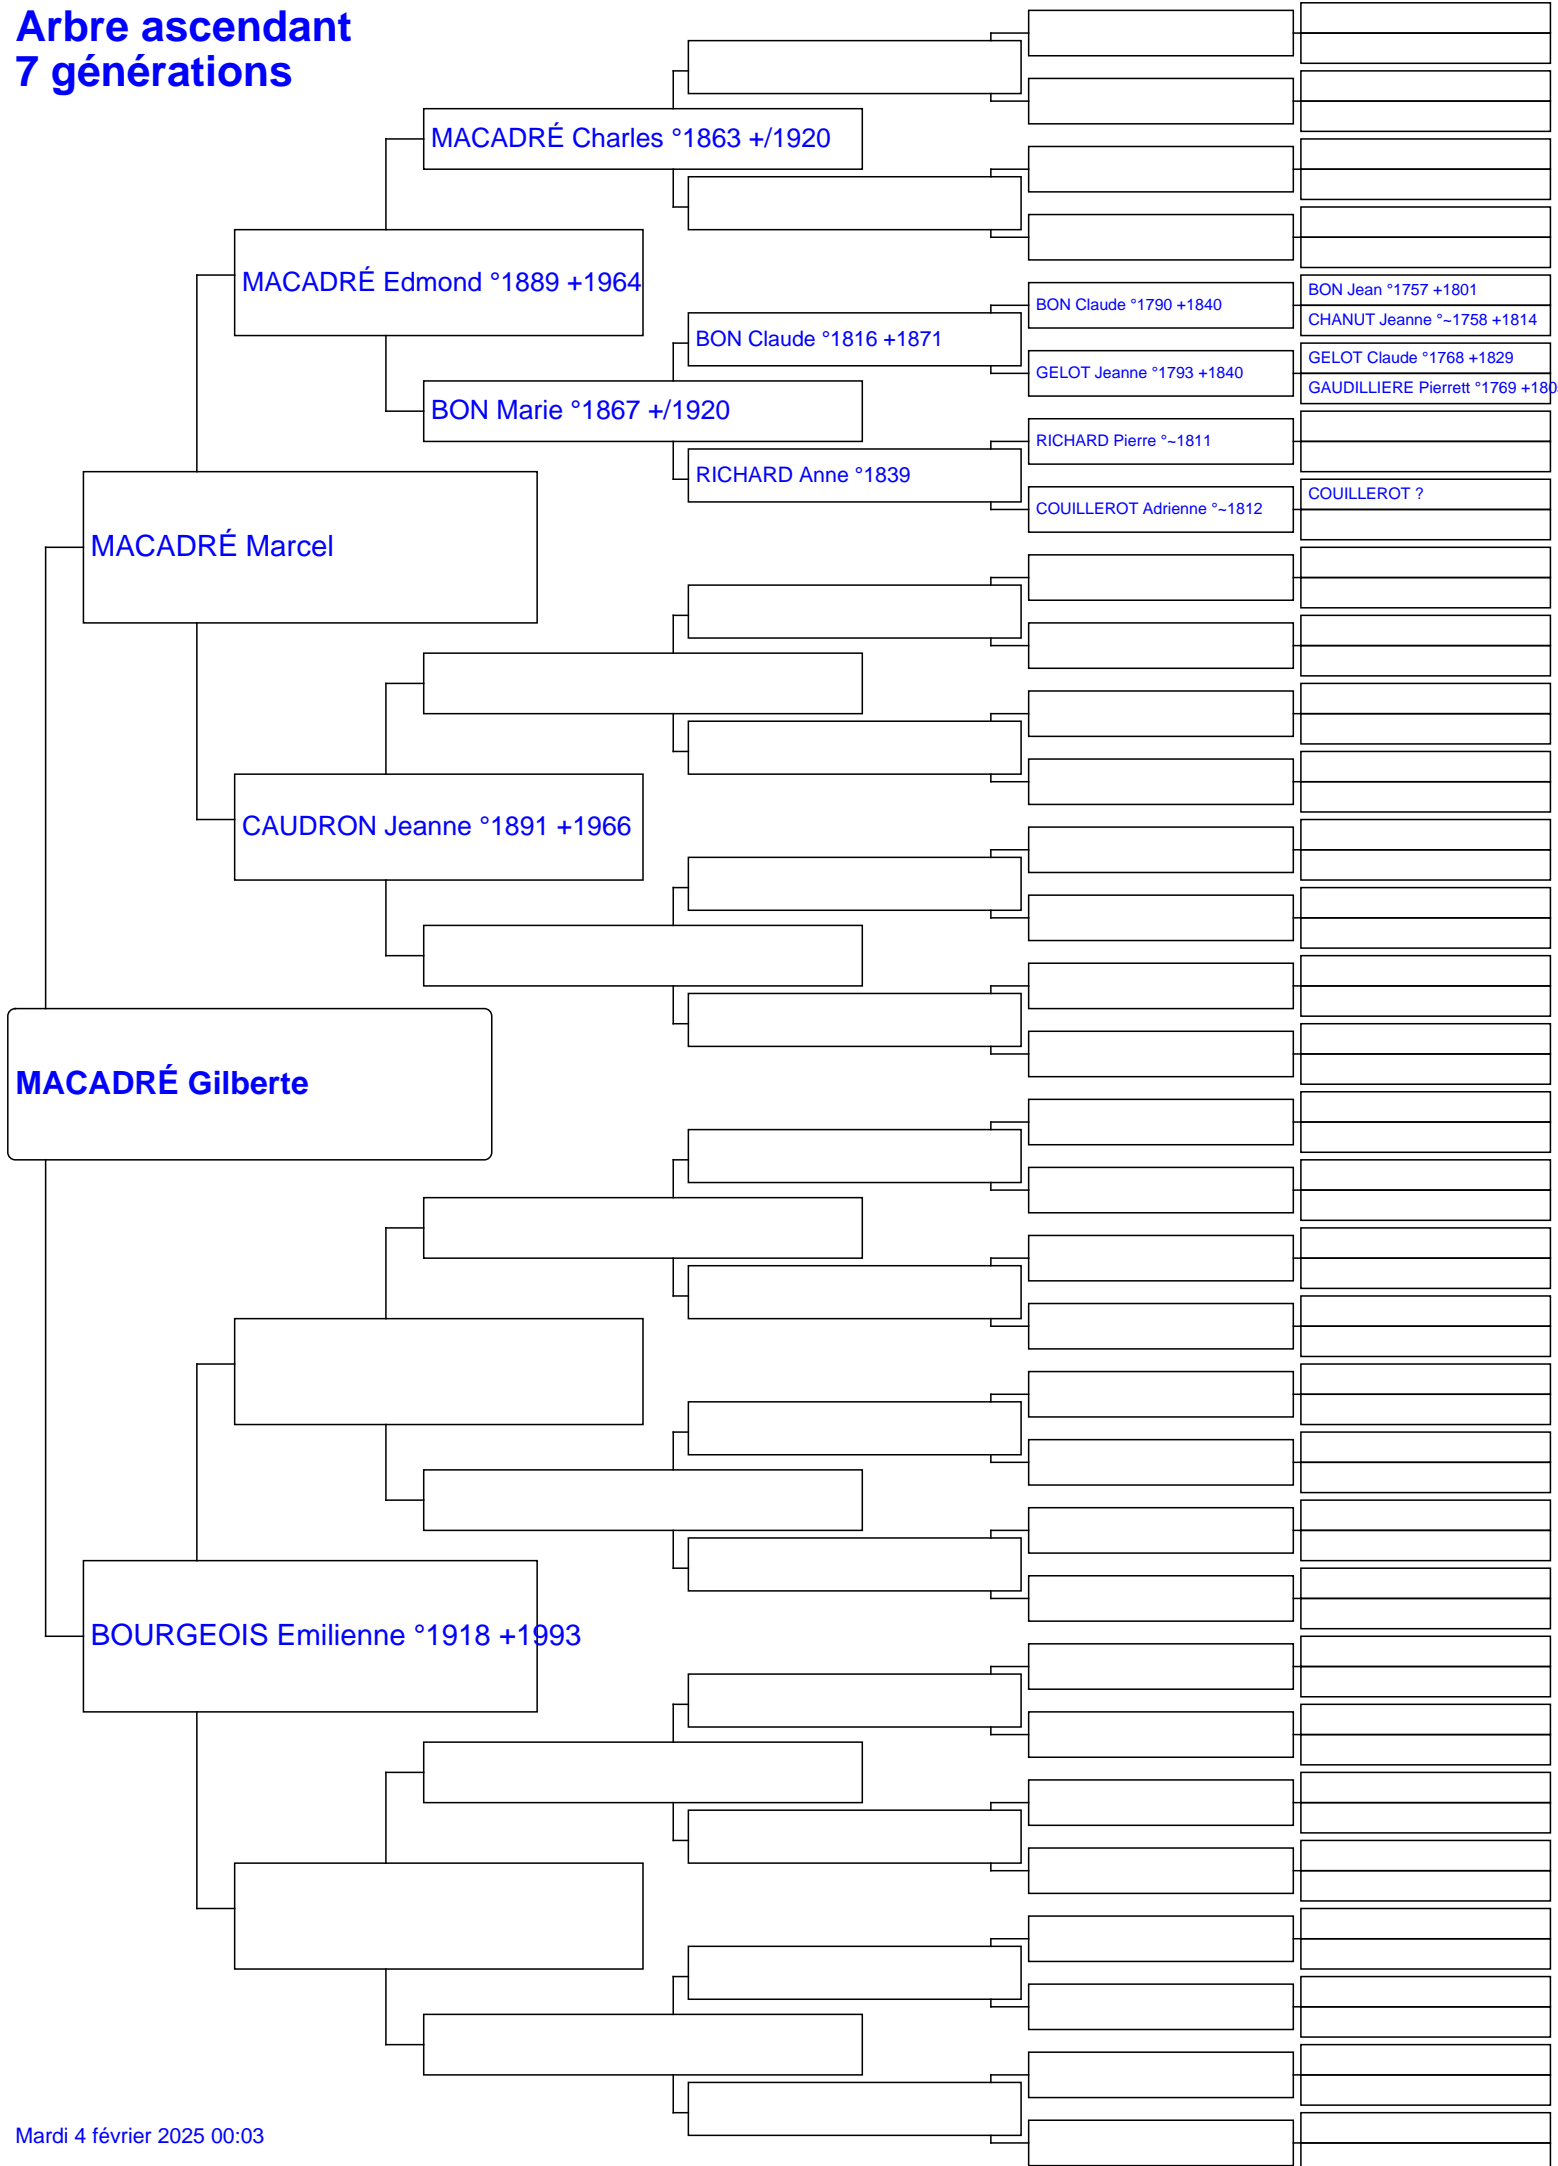 Arbre ascendant
7 générations
MACADRÉ Charles °1863 +/1920
MACADRÉ Edmond °1889 +1964
BON Jean °1757 +1801
BON Claude °1790 +1840
CHANUT Jeanne °~1758 +1814
BON Claude °1816 +1871
GELOT Claude °1768 +1829
GELOT Jeanne °1793 +1840
GAUDILLIERE Pierrett °1769 +180
BON Marie °1867 +/1920
RICHARD Pierre °~1811
RICHARD Anne °1839
COUILLEROT ?
COUILLEROT Adrienne °~1812
MACADRÉ Marcel
CAUDRON Jeanne °1891 +1966
MACADRÉ Gilberte
BOURGEOIS Emilienne °1918 +1993
Mardi 4 février 2025 00:03